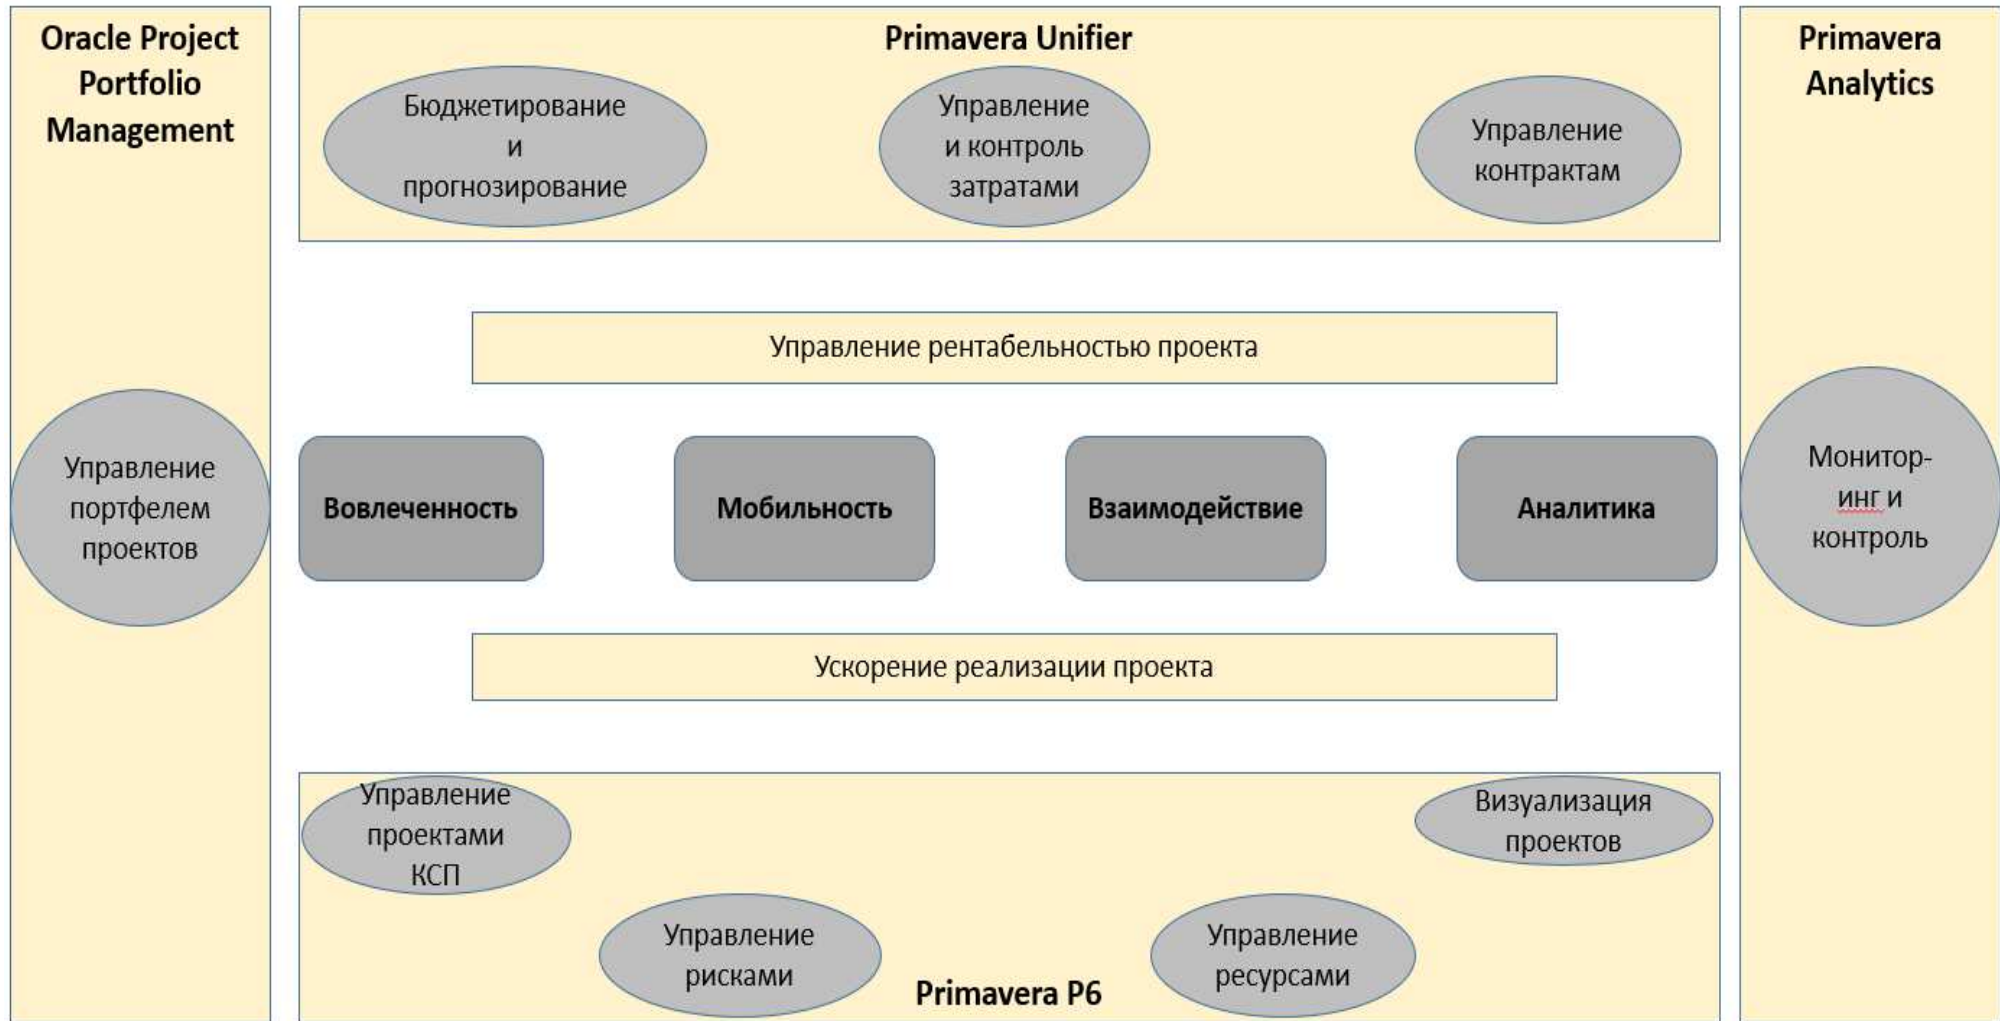 Oracle Project
Portfolio
Management
Управление
портфелем
проектов
Primavera Unifier
Бюджетирование
и
прогнозирование
Управление
и контроль
затратами
Управление
контрактам
Управление рентабельностью проекта
Вовлеченность
Мобильность
Взаимодействие
Аналитика
Ускорение реализации проекта
Управление
проектами
КСП
Управление
рисками
Управление
ресурсами
Визуализация
проектов
Primavera P6
Primavera
Analytics
Монитор-
инг и
контроль